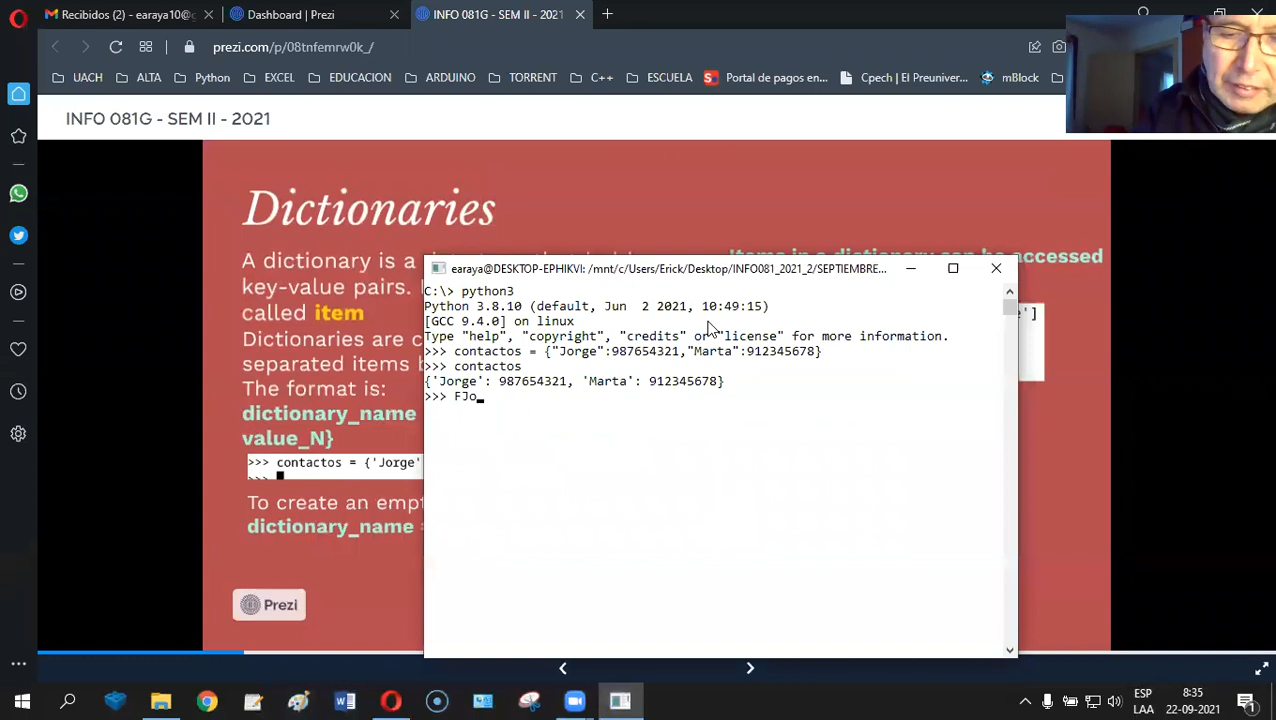 Recibidos (2) - earaya10@g
Dashboard | Prezi
INFO 081G - SEM II - 2021
prezi.com/p/08tnfemrw0k_/
UACH
ALTA
Python
EXCEL
EDUCACION
ARDUINO
TORRENT
C++
ESCUELA
Portal de pagos en...
Cpech | El Preuniver...
mBlock
INFO 081G - SEM II - 2021
Dictionaries
A dictionary is a
key-value pairs.
called item
Dictionaries are c
separated items b
The format is:
dictionary_name
value_N}
>>> contactos = {'Jorge'
>>>
To create an empt
dictionary_name =
Items in a dictionary can be accessed
e']
Prezi
earaya@DESKTOP-EPHIKVI: /mnt/c/Users/Erick/Desktop/INFO081_2021_2/SEPTIEMBRE...
C:\> python3
Python 3.8.10 (default, Jun  2 2021, 10:49:15)
[GCC 9.4.0] on linux
Type "help", "copyright", "credits" or "license" for more information.
>>> contactos = {"Jorge":987654321,"Marta":912345678}
>>> contactos
{'Jorge': 987654321, 'Marta': 912345678}
>>> FJo
ESP
LAA
8:35
22-09-2021
1